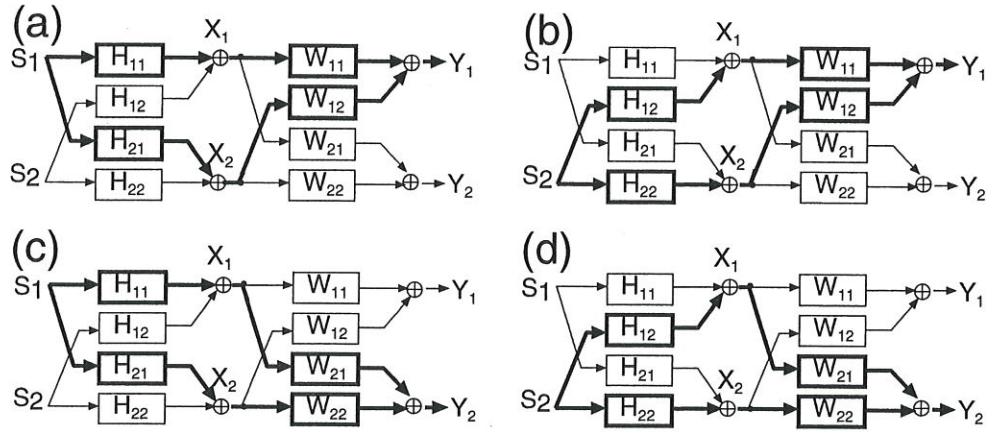 (a)
X1
S1 H11 W11 Y1
H12 W12
H21 X2 W21
S2 H22 W22 Y2
(b)
X1
S1 H11 W11 Y1
H12 W12
H21 X2 W21
S2 H22 W22 Y2
(c)
X1
S1 H11 W11 Y1
H12 W12
H21 X2 W21
S2 H22 W22 Y2
(d)
X1
S1 H11 W11 Y1
H12 W12
H21 X2 W21
S2 H22 W22 Y2